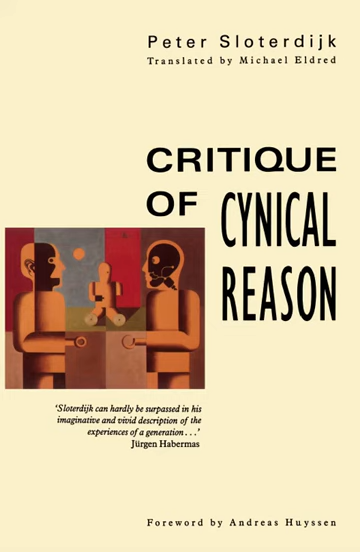 Peter Sloterdijk
Translated by Michael Eldred
CRITIQUE
OF CYNICAL
REASON
'Sloterdijk can hardly be surpassed in his
imaginative and vivid description of the
experiences of a generation . . .'
Jürgen Habermas
Foreword by Andreas Huyssen